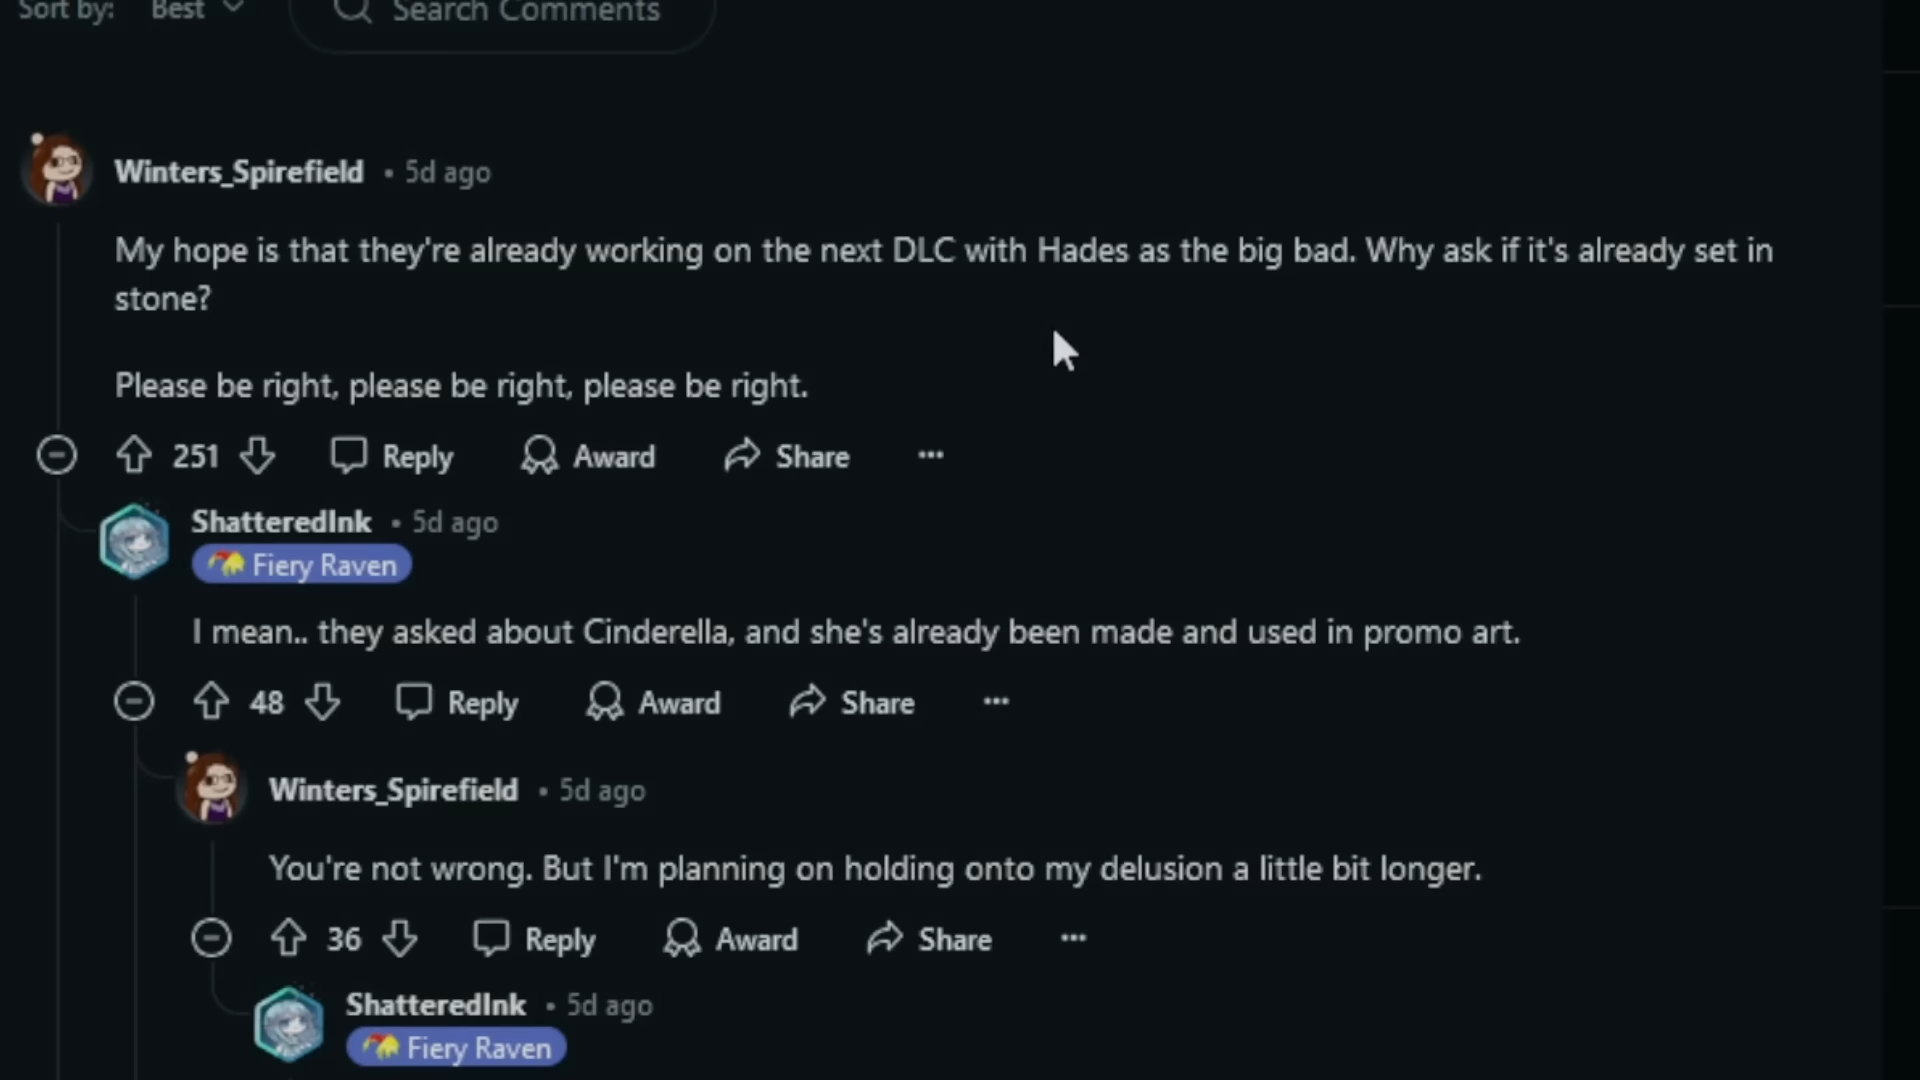 Sort by: Best Search Comments
Winters_Spirefield • 5d ago
My hope is that they're already working on the next DLC with Hades as the big bad. Why ask if it's already set in
stone?
Please be right, please be right, please be right.
251 Reply Award Share ...
ShatteredInk • 5d ago
Fiery Raven
I mean.. they asked about Cinderella, and she's already been made and used in promo art.
48 Reply Award Share ...
Winters_Spirefield • 5d ago
You're not wrong. But I'm planning on holding onto my delusion a little bit longer.
36 Reply Award Share ...
ShatteredInk • 5d ago
Fiery Raven